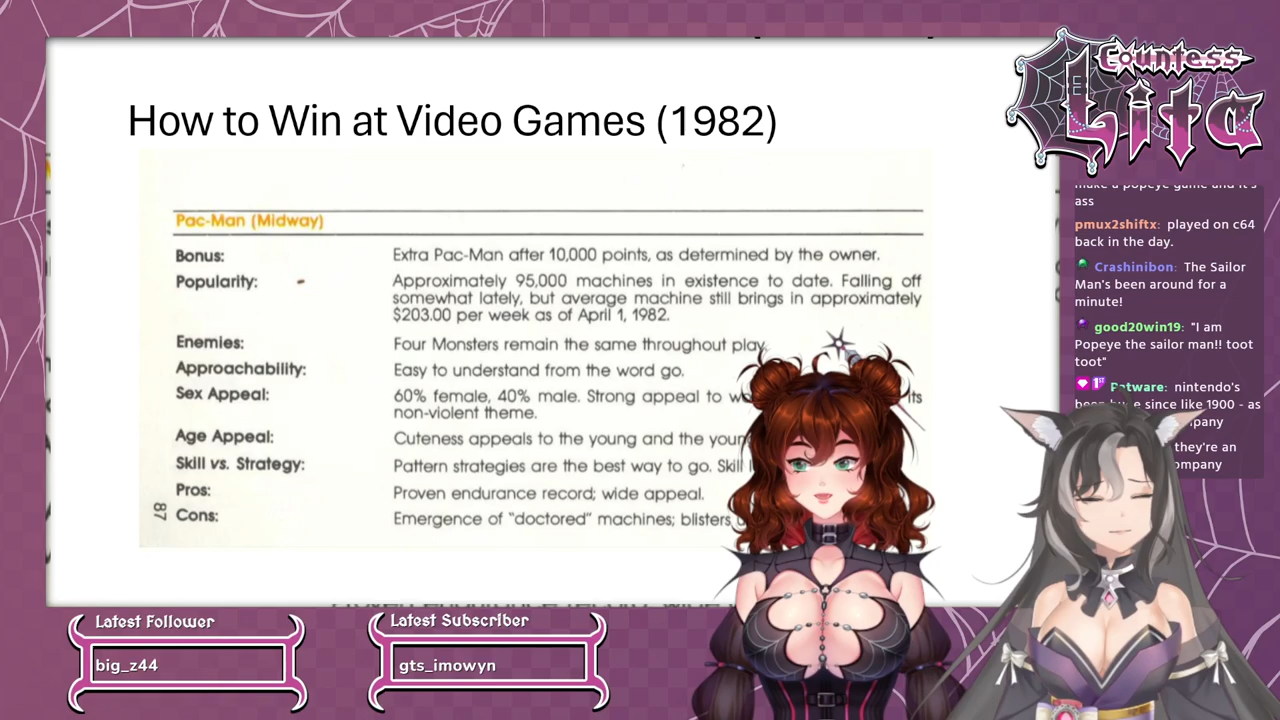 How to Win at Video Games (1982)
Pac-Man (Midway)
Bonus: Extra Pac-Man after 10,000 points, as determined by the owner.
Popularity: Approximately 95,000 machines in existence to date. Falling off
somewhat lately, but average machine still brings in approximately
$203.00 per week as of April 1, 1982.
Enemies: Four Monsters remain the same throughout play.
Approachability: Easy to understand from the word go.
Sex Appeal: 60% female, 40% male. Strong appeal to its
non-violent theme.
Age Appeal: Cuteness appeals to the young and the
Skill vs. Strategy: Pattern strategies are the best way to go. Skill
Pros: Proven endurance record; wide appeal.
Cons: Emergence of "doctored" machines; blisters
87
Countess
Lita
make a popeye game and it's
ass
pmux2shiftx: played on c64
back in the day.
Crashinibon: The Sailor
Man's been around for a
minute!
good20win19: "I am
Popeye the sailor man!! toot
toot"
nintendo's
since like 1900 - as
they're an
Latest Follower
big_z44
Latest Subscriber
gts_imowyn